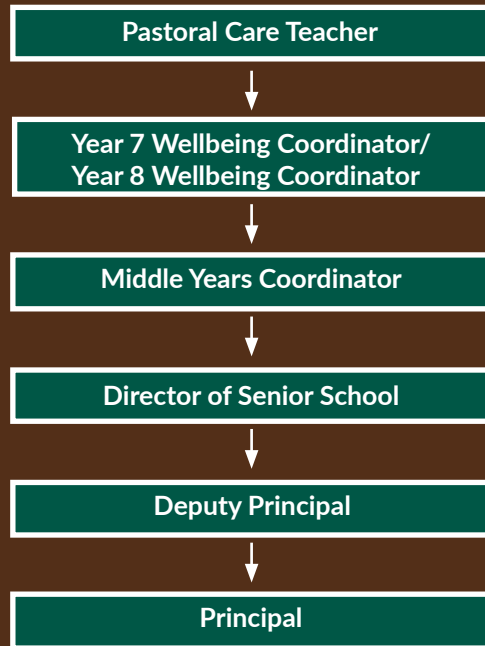 Pastoral Care Teacher
Year 7 Wellbeing Coordinator/
Year 8 Wellbeing Coordinator
Middle Years Coordinator
Director of Senior School
Deputy Principal
Principal